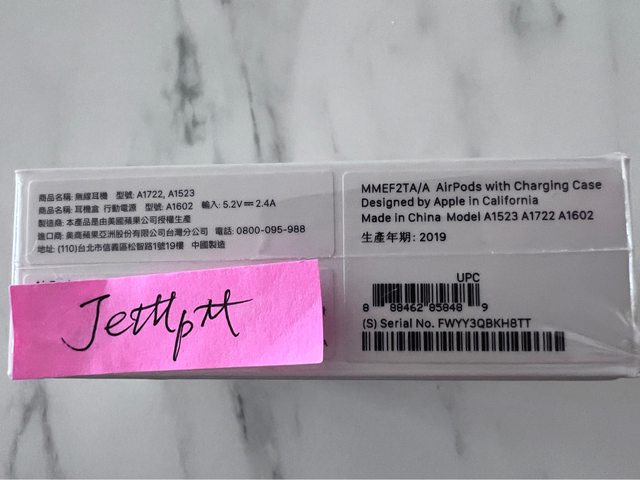 商品名稱: 無線耳機 型號: A1722, A1523
商品名稱: 耳機盒 行動電源 型號: A1602 輸入: 5.2V⎓2.4A
製造商: 本產品是由美國蘋果公司授權生產
進口商: 美商蘋果亞洲股份有限公司台灣分公司 電話: 0800-095-988
地址: (110)台北市信義區松智路1號19樓 中國製造
MMEF2TA/A AirPods with Charging Case
Designed by Apple in California
Made in China Model A1523 A1722 A1602
生產年期: 2019
UPC
8 88462 85848 9
(S) Serial No. FWYY3QBKH8TT